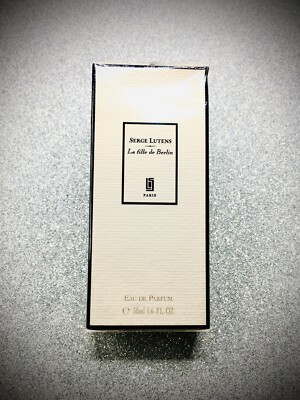 SERGE LUTENS
La fille de Berlin
PARIS
EAU DE PARFUM
℮ 50ml 1.6 FL.OZ